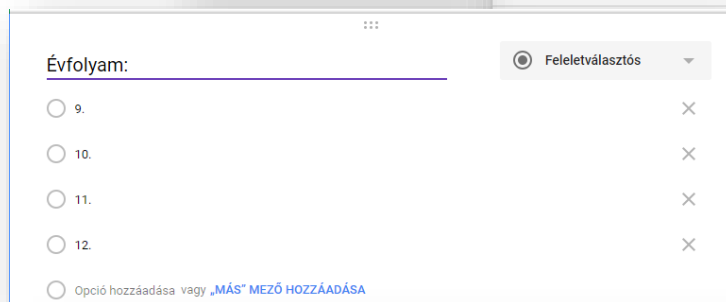 Évfolyam:
Feleletválasztós
9.
10.
11.
12.
Opció hozzáadása vagy „MÁS” MEZŐ HOZZÁADÁSA